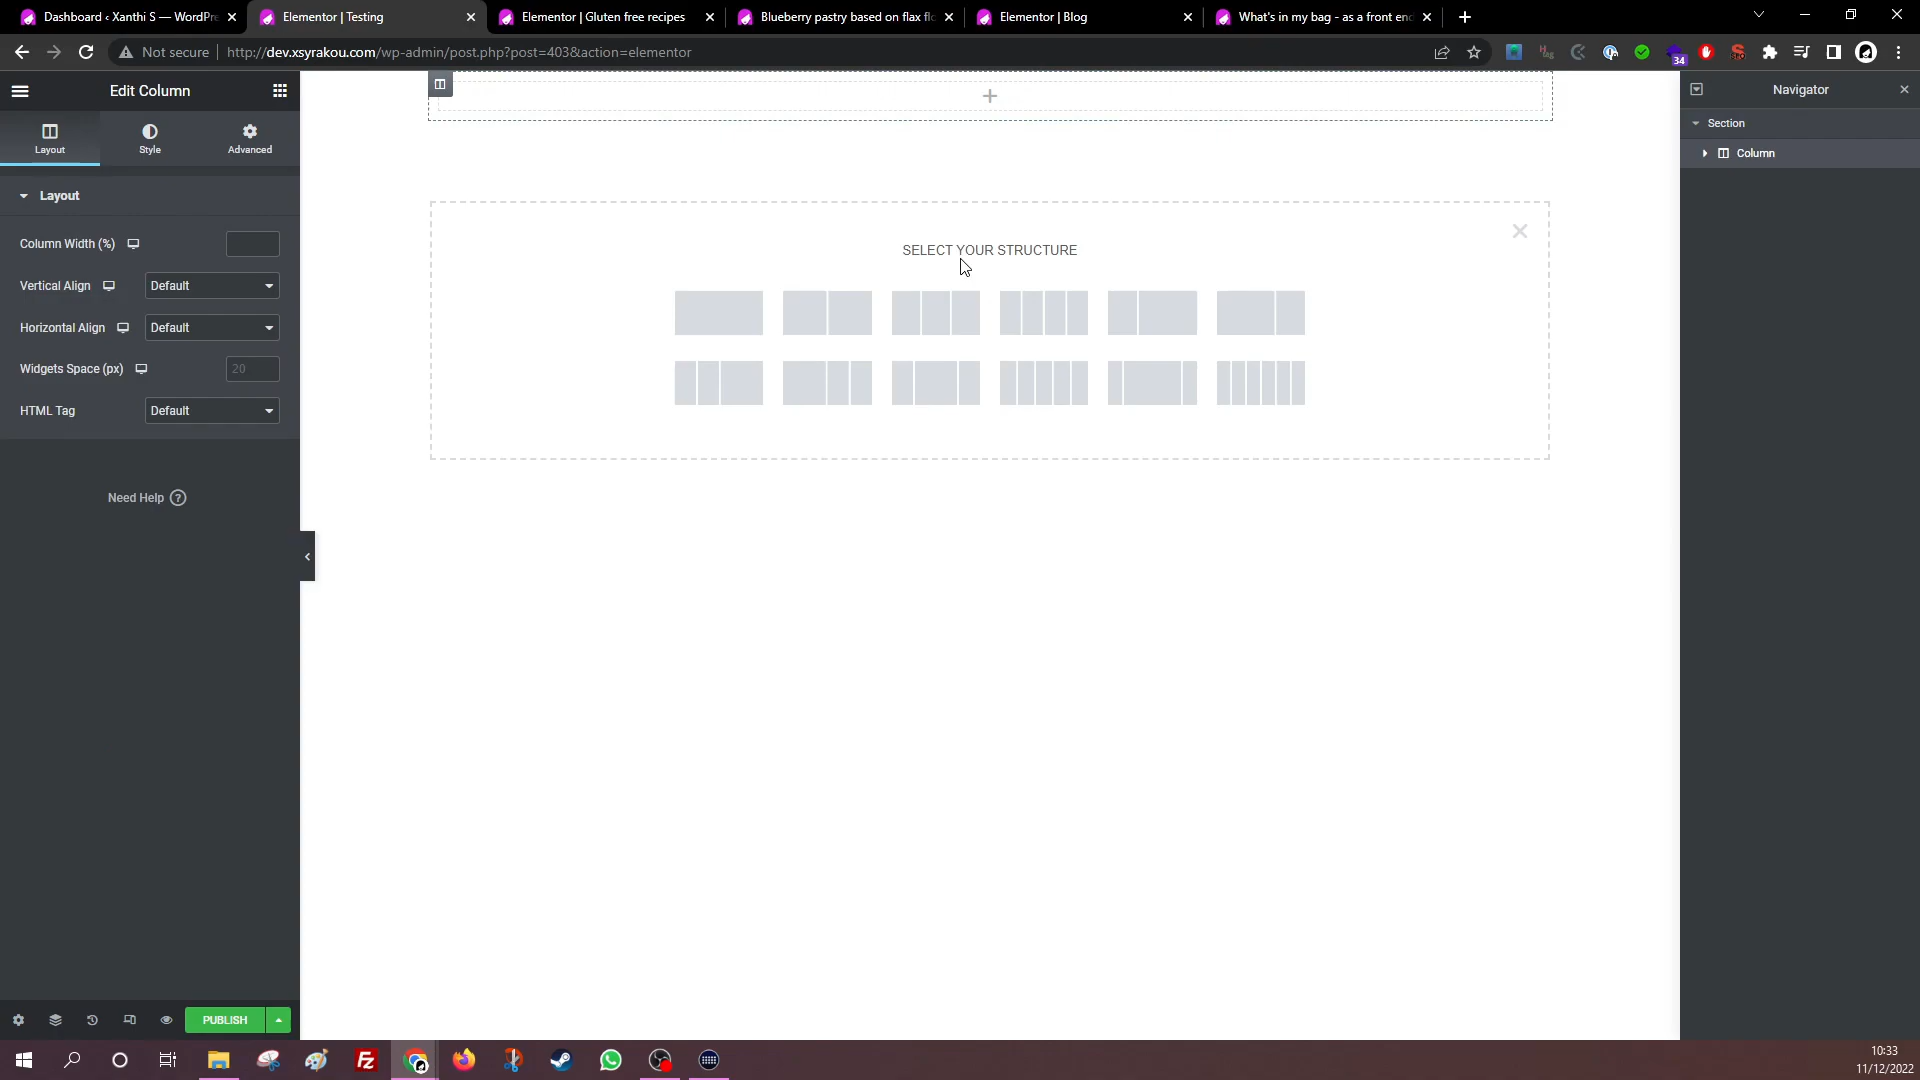 Dashboard ‹ Xanthi S — WordPre
Elementor | Testing
Elementor | Gluten free recipes
Blueberry pastry based on flax flo
Elementor | Blog
What's in my bag - as a front end
Not secure
http://dev.xsyrakou.com/wp-admin/post.php?post=403&action=elementor
34
Edit Column
Navigator
Layout
Style
Advanced
Section
Column
Layout
Column Width (%)
Vertical Align
Default
Horizontal Align
Default
Widgets Space (px)
20
HTML Tag
Default
Need Help
?
SELECT YOUR STRUCTURE
PUBLISH
10:33
11/12/2022